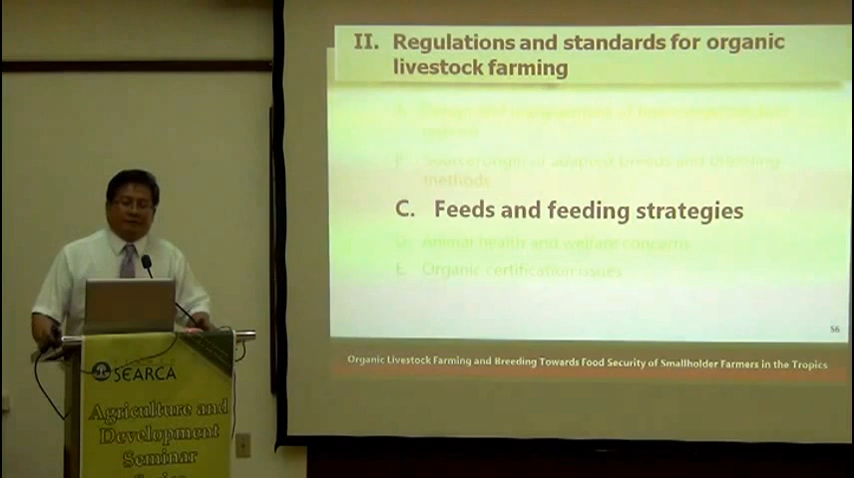 II. Regulations and standards for organic
livestock farming
methods
C. Feeds and feeding strategies
D. Animal health and welfare concerns
E. Organic certification issues
56
Organic Livestock Farming and Breeding Towards Food Security of Smallholder Farmers in the Tropics
SEARCA
Agriculture and
Development
Seminar